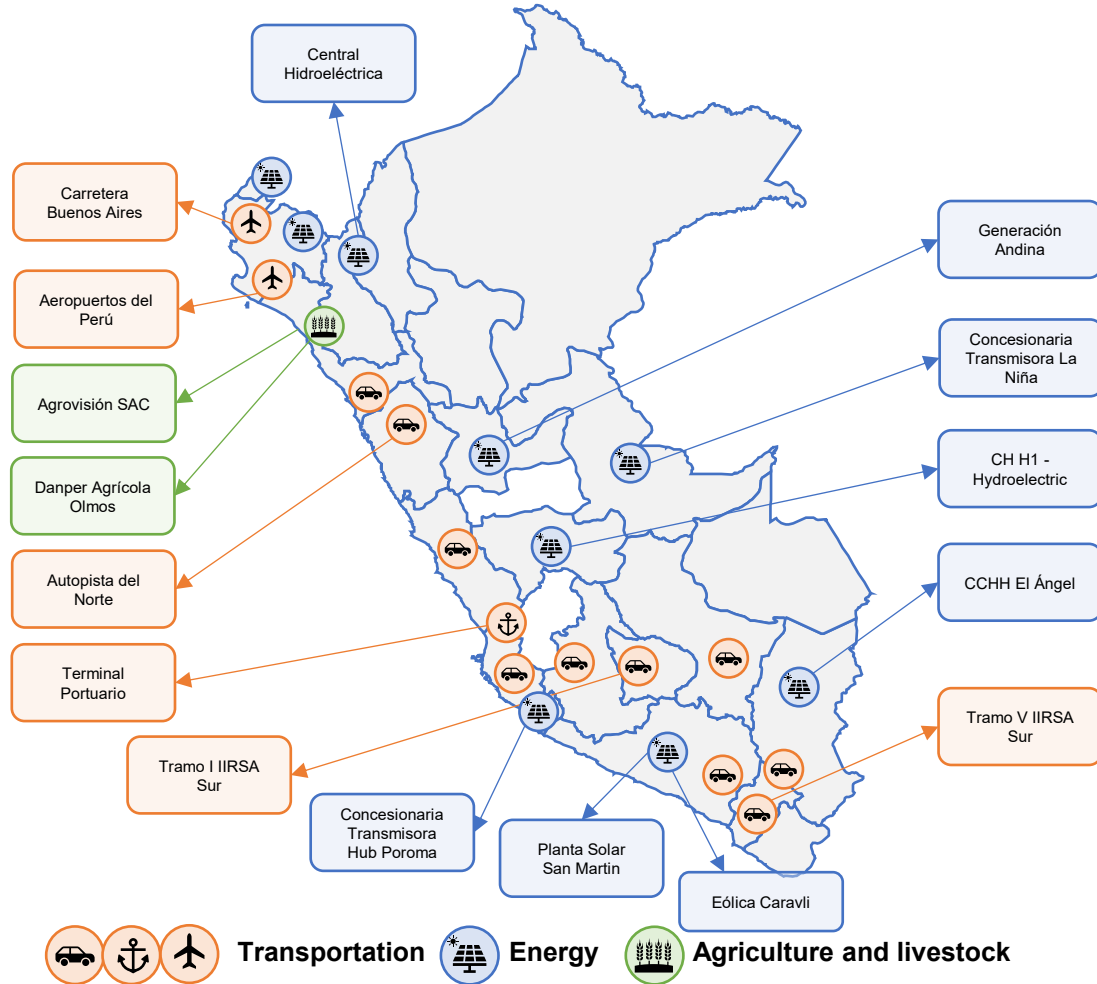 Central
Hidroeléctrica
Carretera
Buenos Aires
Aeropuertos del
Perú
Agrovisión SAC
Danper Agrícola
Olmos
Autopista del
Norte
Terminal
Portuario
Tramo I IIRSA
Sur
Concesionaria
Transmisora
Hub Poroma
Planta Solar
San Martin
Eólica Caravli
Generación
Andina
Concesionaria
Transmisora La
Niña
CH H1 -
Hydroelectric
CCHH El Ángel
Tramo V IIRSA
Sur
Transportation
Energy
Agriculture and livestock